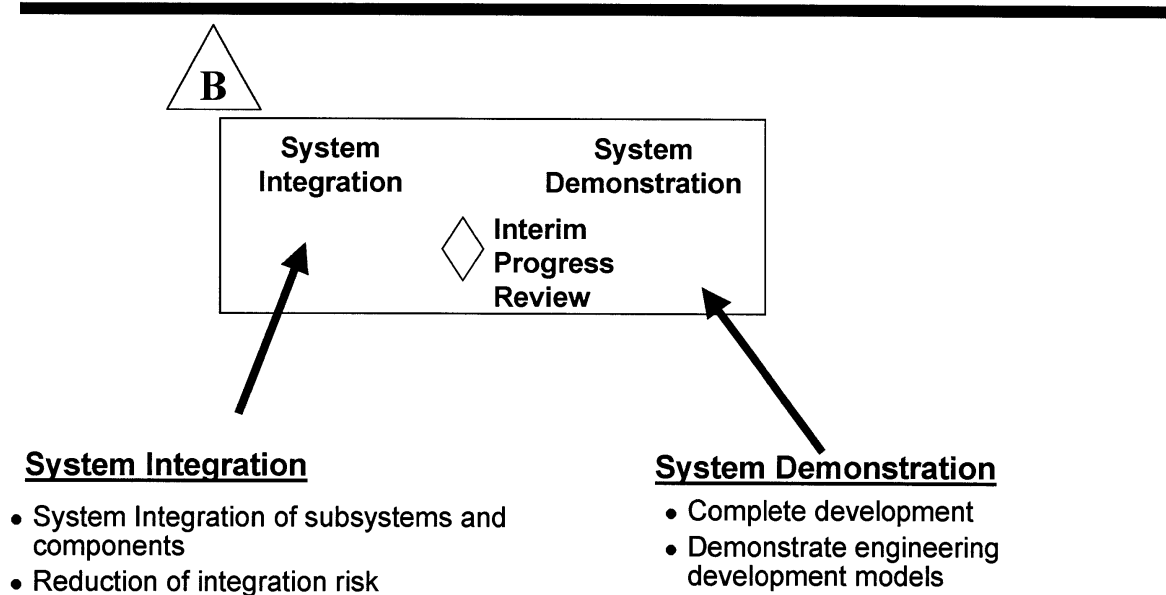 B
System
Integration
System
Demonstration
Interim
Progress
Review
System Integration
• System Integration of subsystems and
components
• Reduction of integration risk
System Demonstration
• Complete development
• Demonstrate engineering
development models